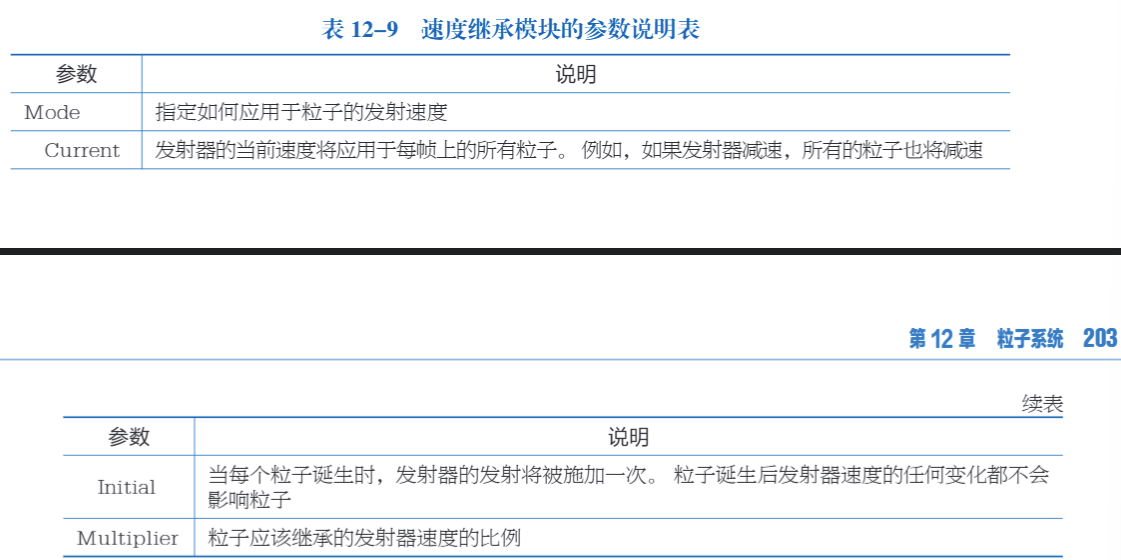 表 12–9 速度继承模块的参数说明表
参数 说明
Mode 指定如何应用于粒子的发射速度
Current 发射器的当前速度将应用于每帧上的所有粒子。例如，如果发射器减速，所有的粒子也将减速
第 12 章 粒子系统 203
续表
参数 说明
Initial 当每个粒子诞生时，发射器的发射将被施加一次。粒子诞生后发射器速度的任何变化都不会
影响粒子
Multiplier 粒子应该继承的发射器速度的比例